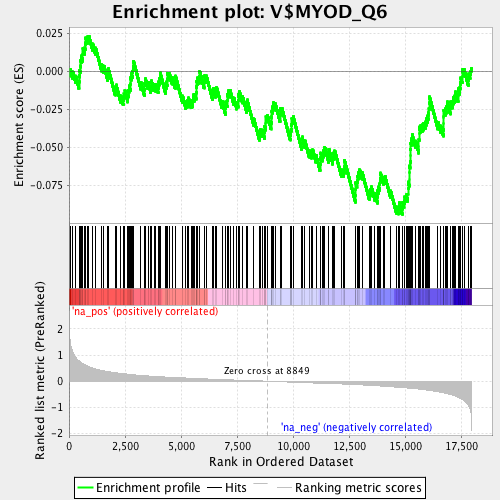 Enrichment plot: V$MYOD_Q6
Enrichment score (ES)
0.025
0.000
-0.025
-0.050
-0.075
'na_pos' (positively correlated)
Ranked list metric (PreRanked)
2
1
0
-1
-2
Zero cross at 8849
'na_neg' (negatively correlated)
0
2,500
5,000
7,500
10,000
12,500
15,000
17,500
Rank in Ordered Dataset
Enrichment profile
Hits
Ranking metric scores